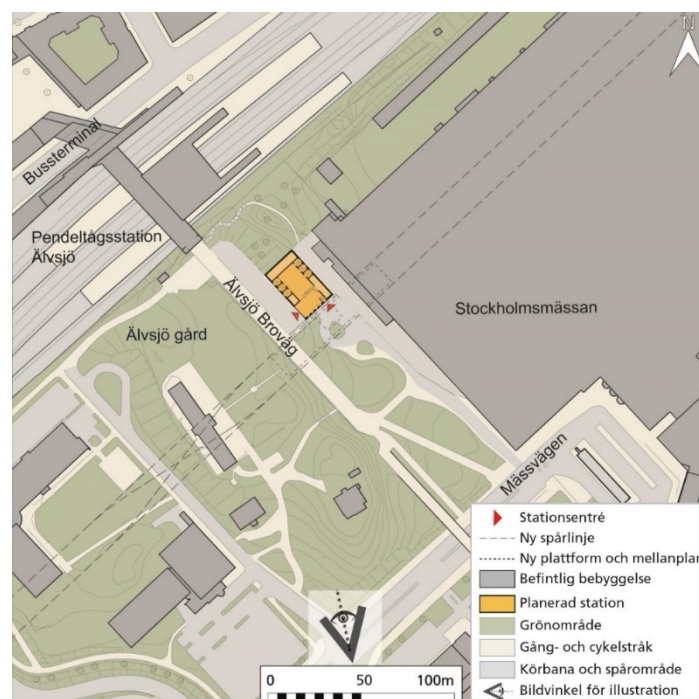 N
Bussterminal
Pendeltågsstation
Älvsjö
Älvsjö Broväg
Stockholmsmässan
Älvsjö gård
Mässvägen
Stationsentré
Ny spårlinje
Ny plattform och mellanplan
Befintlig bebyggelse
Planerad station
Grönområde
Gång- och cykelstråk
Körbana och spårområde
Bildvinkel för illustration
0 50 100m